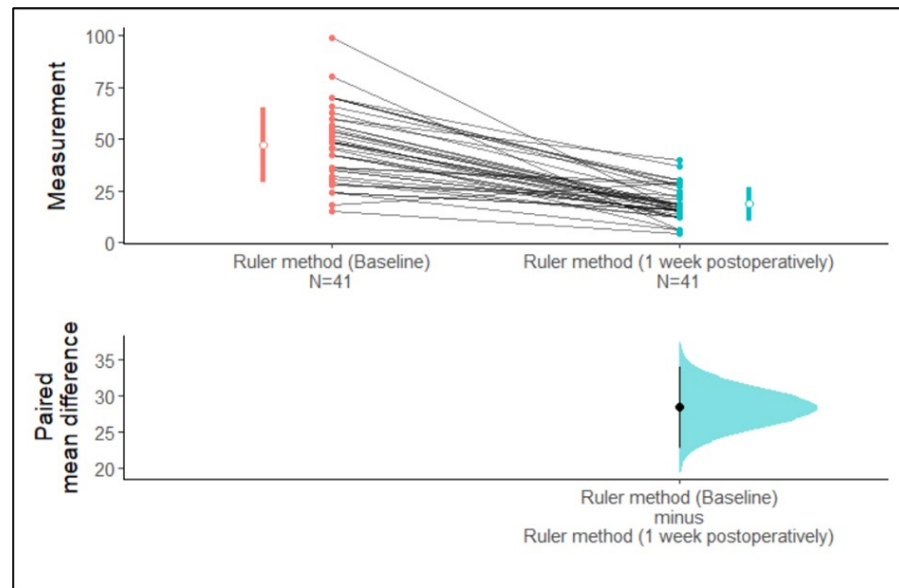 Measurement
100
75
50
25
0
Ruler method (Baseline)
N=41
Ruler method (1 week postoperatively)
N=41
Paired
mean difference
35
30
25
20
Ruler method (Baseline)
minus
Ruler method (1 week postoperatively)